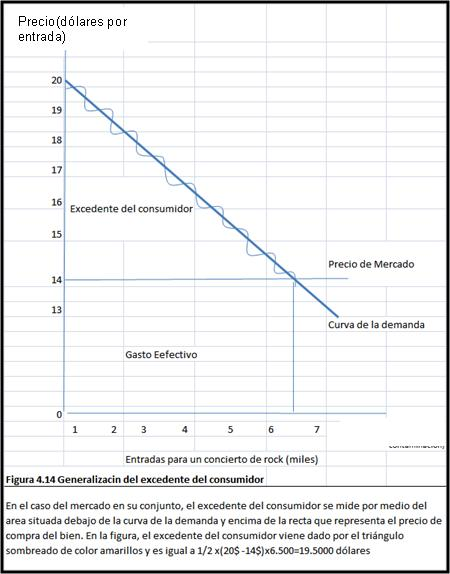 Precio(dólares por
entrada)
20
19
18
17
16
Excedente del consumidor
15
Precio de Mercado
14
13
Curva de la demanda
Gasto Eefectivo
0
1 2 3 4 5 6 7
Entradas para un concierto de rock (miles)
Figura 4.14 Generalizacin del excedente del consumidor
En el caso del mercado en su conjunto, el excedente del consumidor se mide por medio del
area situada debajo de la curva de la demanda y encima de la recta que representa el precio de
compra del bien. En la figura, el excedente del consumidor viene dado por el triángulo
sombreado de color amarillos y es igual a 1/2 x(20$ -14$)x6.500=19.5000 dólares